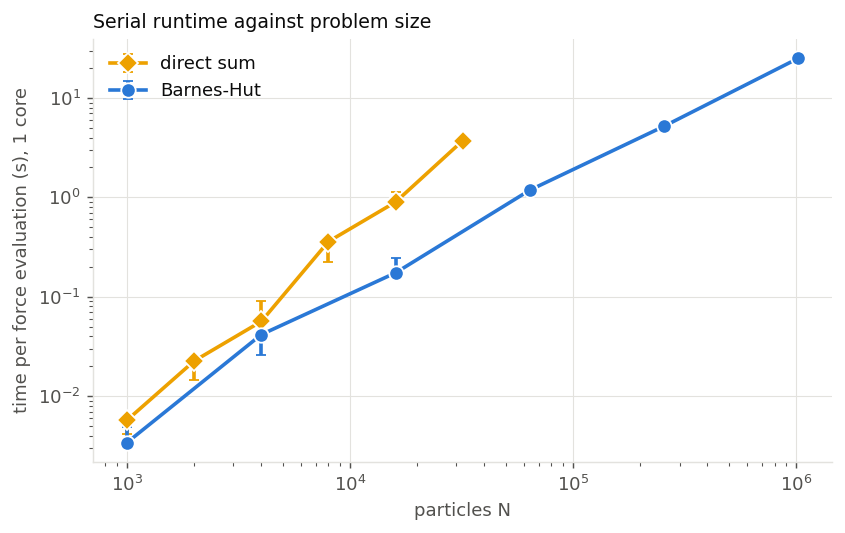 Serial runtime against problem size
direct sum
Barnes-Hut
time per force evaluation (s), 1 core
10¹
10⁰
10⁻¹
10⁻²
10³
10⁴
10⁵
10⁶
particles N